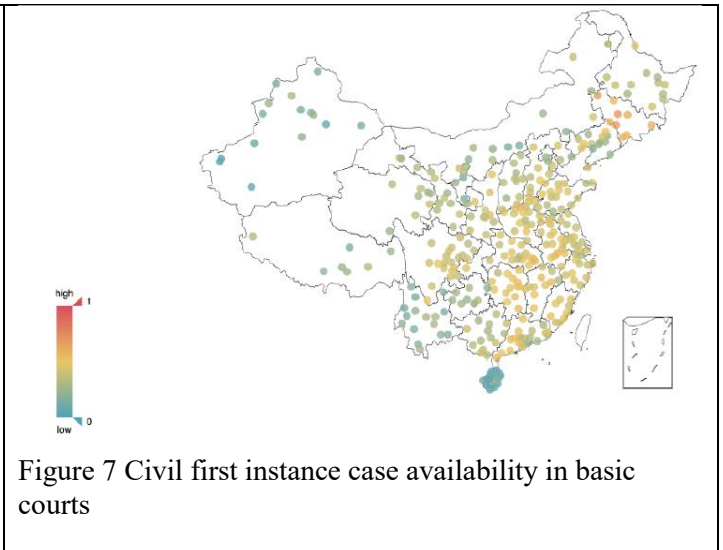 high
1
0
low
Figure 7 Civil first instance case availability in basic
courts